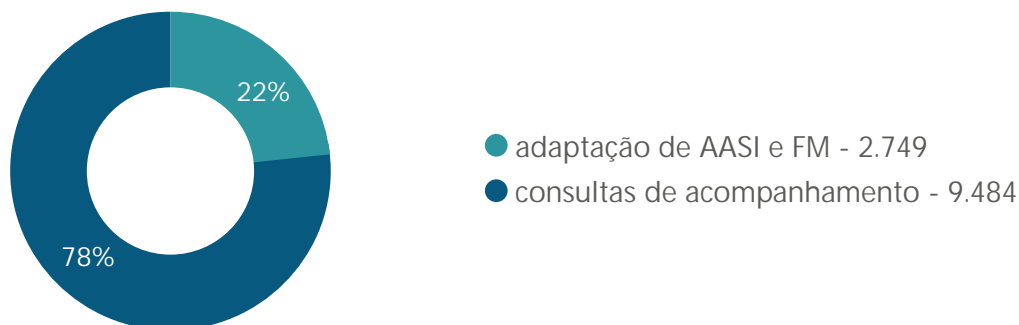 22%
78%
adaptação de AASI e FM - 2.749
consultas de acompanhamento - 9.484